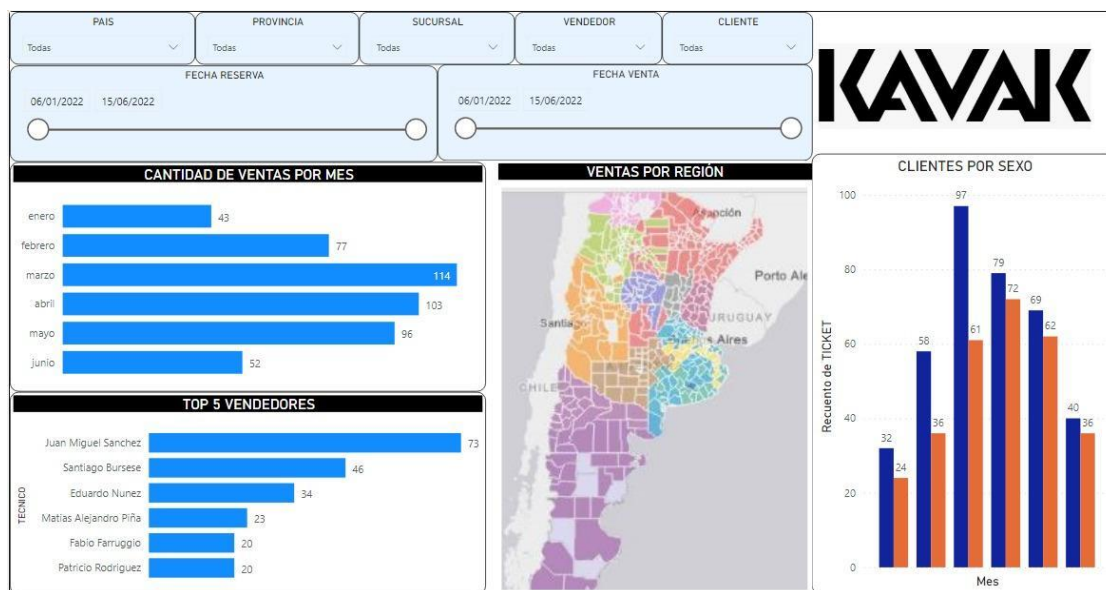 PAIS
Todas
PROVINCIA
Todas
SUCURSAL
Todas
VENDEDOR
Todas
CLIENTE
Todas
FECHA RESERVA
06/01/2022 15/06/2022
FECHA VENTA
06/01/2022 15/06/2022
KAVAK
CANTIDAD DE VENTAS POR MES
enero 43
febrero 77
marzo 114
abril 103
mayo 96
junio 52
TOP 5 VENDEDORES
TECNICO
Juan Miguel Sanchez 73
Santiago Bursese 46
Eduardo Nunez 34
Matías Alejandro Piña 23
Fabio Farruggio 20
Patricio Rodriguez 20
VENTAS POR REGIÓN
Asunción
Porto Ale
Santiago
URUGUAY
Buenos Aires
CHILE
CLIENTES POR SEXO
Recuento de TICKET
100
80
60
40
20
0
32
24
58
36
97
61
79
72
69
62
40
36
Mes